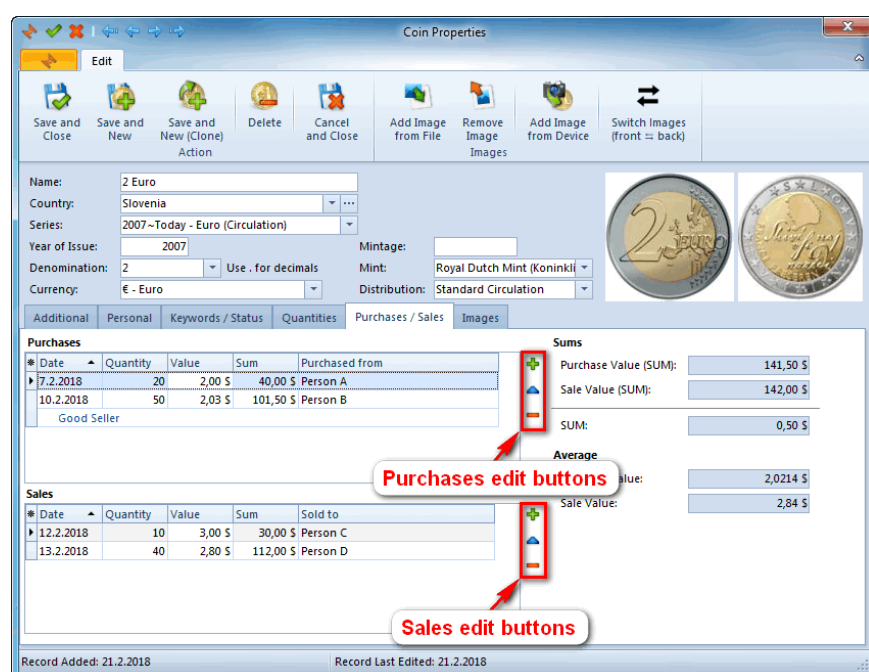 Coin Properties
Edit
Save and Close
Save and New
Save and New (Clone)
Delete
Cancel and Close
Add Image from File
Remove Image
Add Image from Device
Switch Images (front ⇆ back)
Action
Images
Name: 2 Euro
Country: Slovenia
Series: 2007~Today - Euro (Circulation)
Year of Issue: 2007 Mintage:
Denomination: 2 Use . for decimals Mint: Royal Dutch Mint (Koninkli
Currency: € - Euro Distribution: Standard Circulation
2 EURO
Additional Personal Keywords / Status Quantities Purchases / Sales Images
Purchases
Date Quantity Value Sum Purchased from
7.2.2018 20 2,00 $ 40,00 $ Person A
10.2.2018 50 2,03 $ 101,50 $ Person B
Good Seller
Purchases edit buttons
Sales
Date Quantity Value Sum Sold to
12.2.2018 10 3,00 $ 30,00 $ Person C
13.2.2018 40 2,80 $ 112,00 $ Person D
Sales edit buttons
Sums
Purchase Value (SUM): 141,50 $
Sale Value (SUM): 142,00 $
SUM: 0,50 $
Average
alue: 2,0214 $
Sale Value: 2,84 $
Record Added: 21.2.2018 Record Last Edited: 21.2.2018